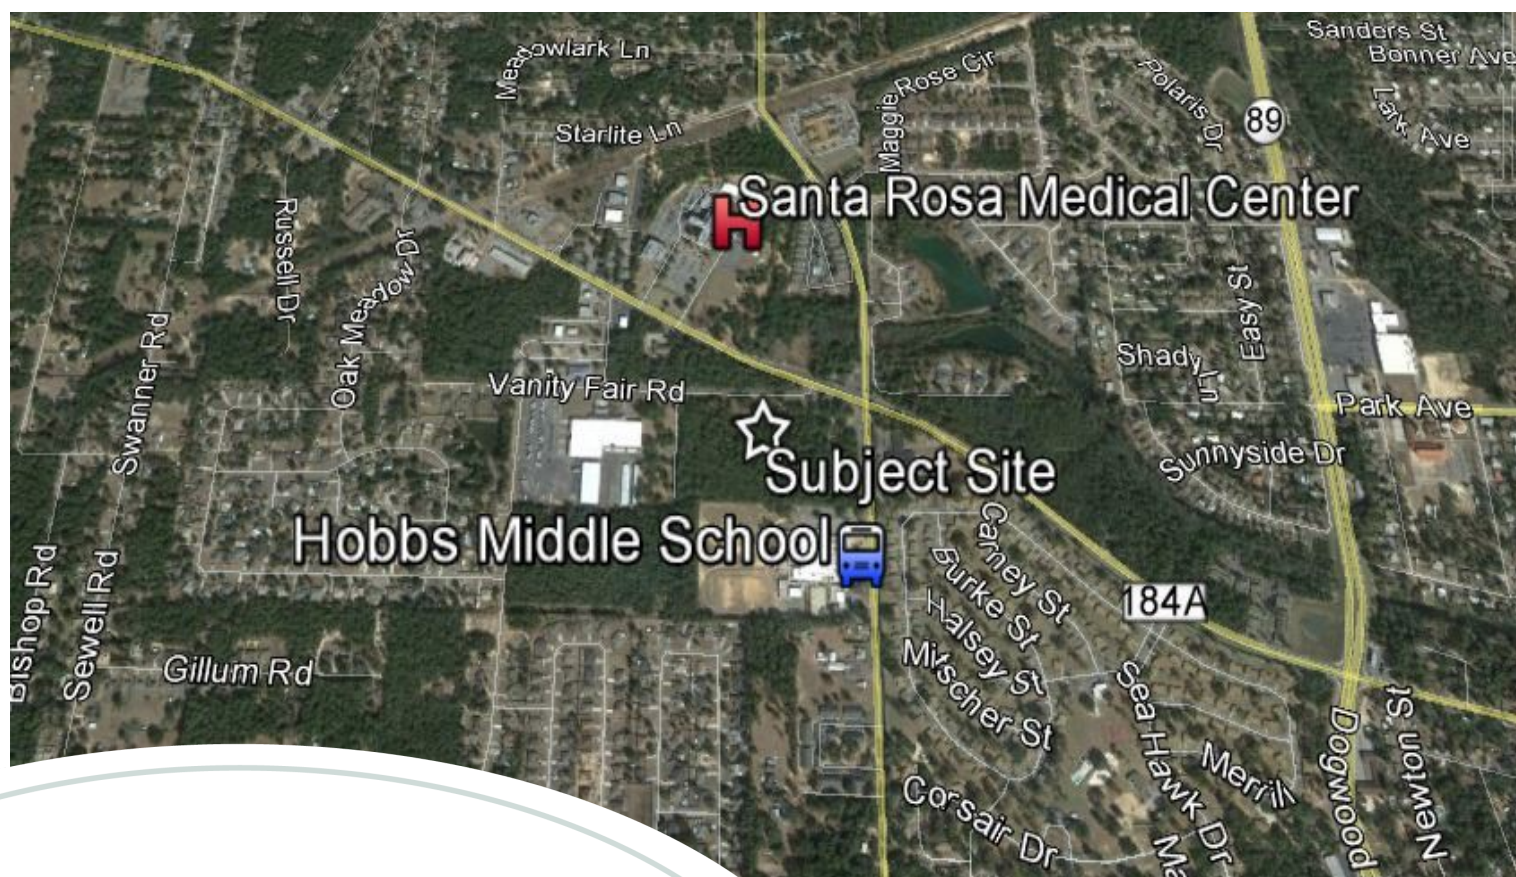 Sanders St
Bonner Ave
Meadowlark Ln
Rose Cir
Polaris Dr
Lark Ave
89
Starlite Ln
Maggie
Santa Rosa Medical Center
H
Russell Dr
Oak Meadow Dr
Easy St
Swanner Rd
Shady Ln
Vanity Fair Rd
Park Ave
Subject Site
Sunnyside Dr
Hobbs Middle School
Carney St
Burke St
184A
Halsey St
Bishop Rd
Sewell Rd
Gillum Rd
Mitscher St
Sea Hawk Dr
Newton St
Dogwood
Merrill
Corsair Dr
Ma